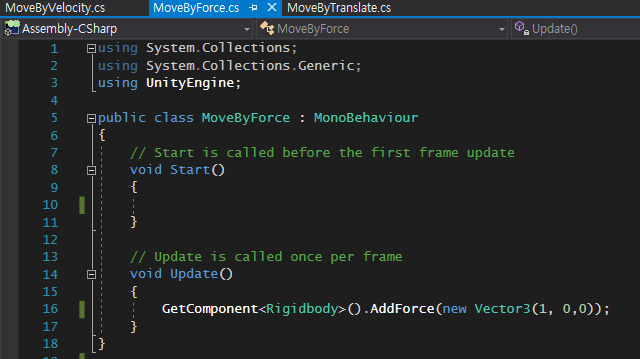 MoveByVelocity.cs MoveByForce.cs MoveByTranslate.cs
Assembly-CSharp MoveByForce Update()
1 using System.Collections;
2 using System.Collections.Generic;
3 using UnityEngine;
4
5 public class MoveByForce : MonoBehaviour
6 {
7 // Start is called before the first frame update
8 void Start()
9 {
10
11 }
12
13 // Update is called once per frame
14 void Update()
15 {
16 GetComponent<Rigidbody>().AddForce(new Vector3(1, 0,0));
17 }
18 }